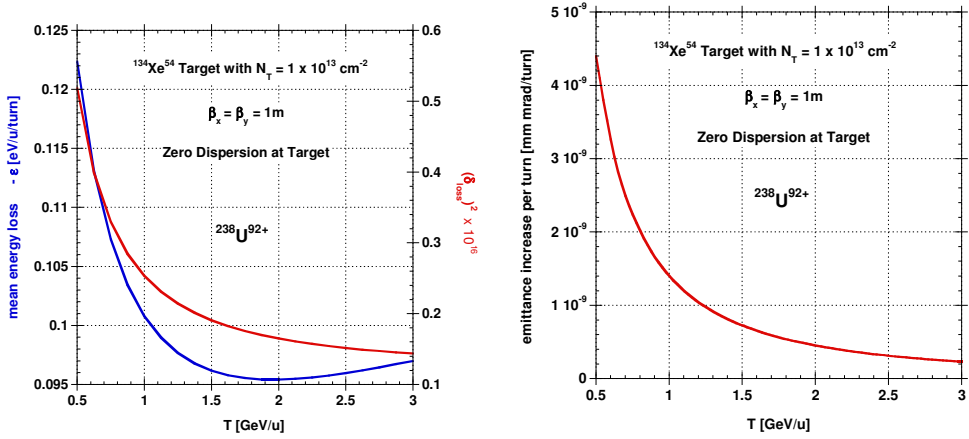 0.125
0.12
0.115
0.11
0.105
0.1
0.095
0.6
0.5
0.4
0.3
0.2
0.1
0.5
1
1.5
2
2.5
3
mean energy loss - ε [eV/u/turn]
(δ_loss)² x 10¹⁶
T [GeV/u]
¹³⁴Xe⁵⁴ Target with N_T = 1 x 10¹³ cm⁻²
β_x = β_y = 1m
Zero Dispersion at Target
²³⁸U⁹²⁺
5 10⁻⁹
4 10⁻⁹
3 10⁻⁹
2 10⁻⁹
1 10⁻⁹
0
0.5
1
1.5
2
2.5
3
emittance increase per turn [mm mrad/turn]
T [GeV/u]
¹³⁴Xe⁵⁴ Target with N_T = 1 x 10¹³ cm⁻²
β_x = β_y = 1m
Zero Dispersion at Target
²³⁸U⁹²⁺